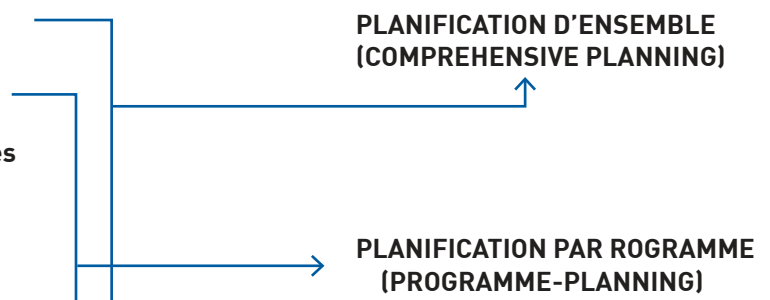 PLANIFICATION D’ENSEMBLE
(COMPREHENSIVE PLANNING)
es
PLANIFICATION PAR ROGRAMME
(PROGRAMME-PLANNING)